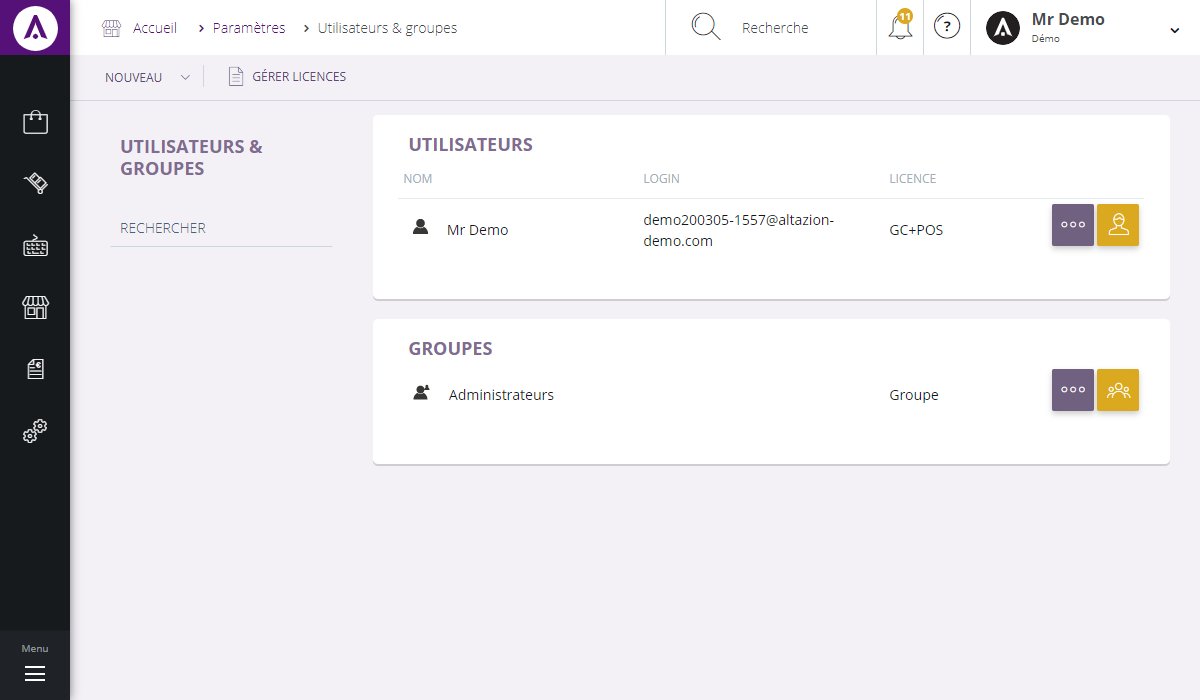 Accueil > Paramètres > Utilisateurs & groupes
Recherche
11
?
Mr Demo
Démo
NOUVEAU
GÉRER LICENCES
UTILISATEURS &
GROUPES
RECHERCHER
UTILISATEURS
NOM LOGIN LICENCE
Mr Demo
demo200305-1557@altazion-
demo.com
GC+POS
GROUPES
Administrateurs Groupe
Menu